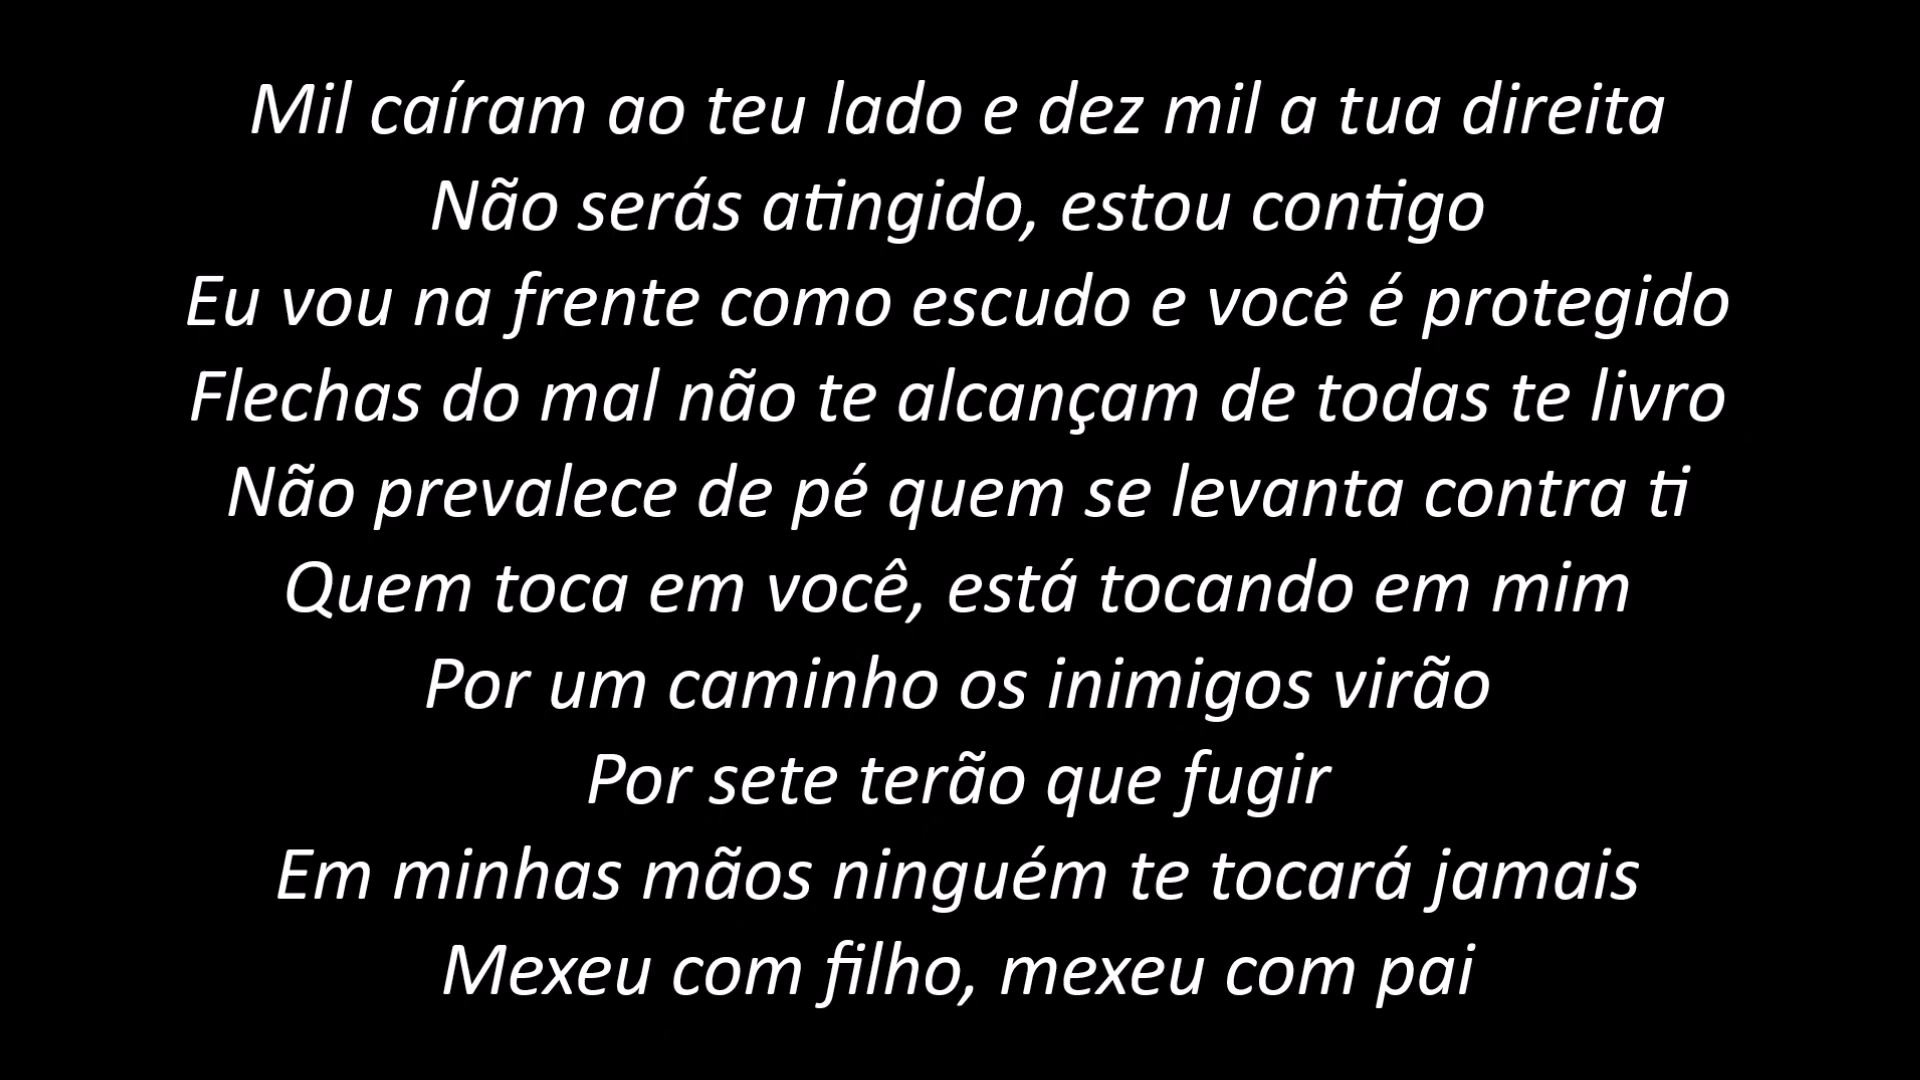 Mil caíram ao teu lado e dez mil a tua direita
Não serás atingido, estou contigo
Eu vou na frente como escudo e você é protegido
Flechas do mal não te alcançam de todas te livro
Não prevalece de pé quem se levanta contra ti
Quem toca em você, está tocando em mim
Por um caminho os inimigos virão
Por sete terão que fugir
Em minhas mãos ninguém te tocará jamais
Mexeu com filho, mexeu com pai